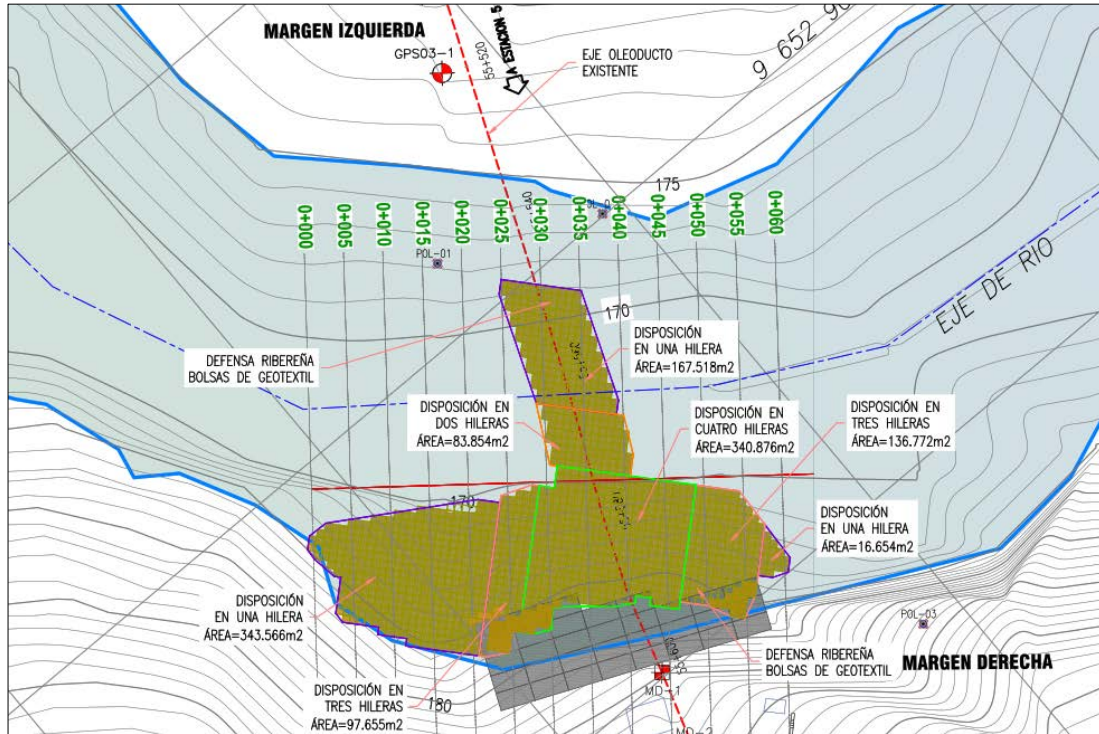 MARGEN IZQUIERDA
GPS03-1
A ESTACION 5
55+520
EJE OLEODUCTO
EXISTENTE
9 652 90
175
0+000
0+005
0+010
0+015
0+020
0+025
0+030
0+035
0+040
0+045
0+050
0+055
0+060
POL-01
EJE DE RIO
170
DEFENSA RIBEREÑA
BOLSAS DE GEOTEXTIL
DISPOSICIÓN
EN UNA HILERA
ÁREA=167.518m2
DISPOSICIÓN EN
DOS HILERAS
ÁREA=83.854m2
DISPOSICIÓN EN
CUATRO HILERAS
ÁREA=340.876m2
DISPOSICIÓN EN
TRES HILERAS
ÁREA=136.772m2
170
DISPOSICIÓN
EN UNA HILERA
ÁREA=16.654m2
DISPOSICIÓN
EN UNA HILERA
ÁREA=343.566m2
POL-03
DEFENSA RIBEREÑA
BOLSAS DE GEOTEXTIL
MARGEN DERECHA
DISPOSICIÓN EN
TRES HILERAS
ÁREA=97.655m2
180
MD-1